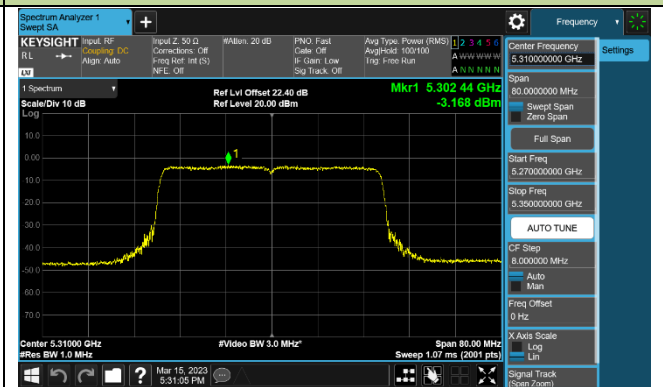 Spectrum Analyzer 1
Swept SA
+
Frequency
KEYSIGHT
RL
LXI
Input: RF
Coupling: DC
Align: Auto
Input Z: 50 Ω
Corrections: Off
Freq Ref: Int (S)
NFE: Off
#Atten: 20 dB
PNO: Fast
Gate: Off
IF Gain: Low
Sig Track: Off
Avg Type: Power (RMS)
Avg|Hold: 100/100
Trig: Free Run
1 2 3 4 5 6
A W W W W W
A N N N N N
Center Frequency
5.310000000 GHz
Settings
1 Spectrum
Scale/Div 10 dB
Log
Ref Lvl Offset 22.40 dB
Ref Level 20.00 dBm
Mkr1 5.302 44 GHz
-3.168 dBm
Span
80.0000000 MHz
Swept Span
Zero Span
Full Span
Start Freq
5.270000000 GHz
Stop Freq
5.350000000 GHz
AUTO TUNE
CF Step
8.000000 MHz
Auto
Man
Freq Offset
0 Hz
X Axis Scale
Log
Lin
Signal Track
(Span Zoom)
10.0
0.00
-10.0
-20.0
-30.0
-40.0
-50.0
-60.0
-70.0
1
Center 5.31000 GHz
#Res BW 1.0 MHz
#Video BW 3.0 MHz*
Span 80.00 MHz
Sweep 1.07 ms (2001 pts)
?
Mar 15, 2023
5:31:05 PM